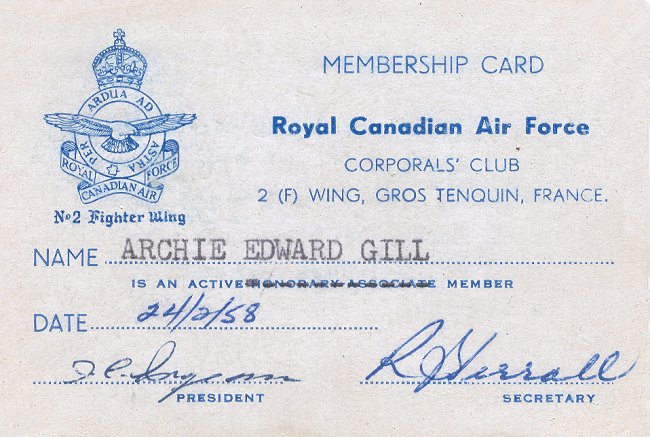 MEMBERSHIP CARD
PER ARDUA AD ASTRA
ROYAL CANADIAN AIR FORCE
No 2 Fighter Wing
Royal Canadian Air Force
CORPORALS' CLUB
2 (F) WING, GROS TENQUIN, FRANCE.
NAME ARCHIE EDWARD GILL
IS AN ACTIVE HONORARY ASSOCIATE MEMBER
DATE 24/2/58
PRESIDENT SECRETARY